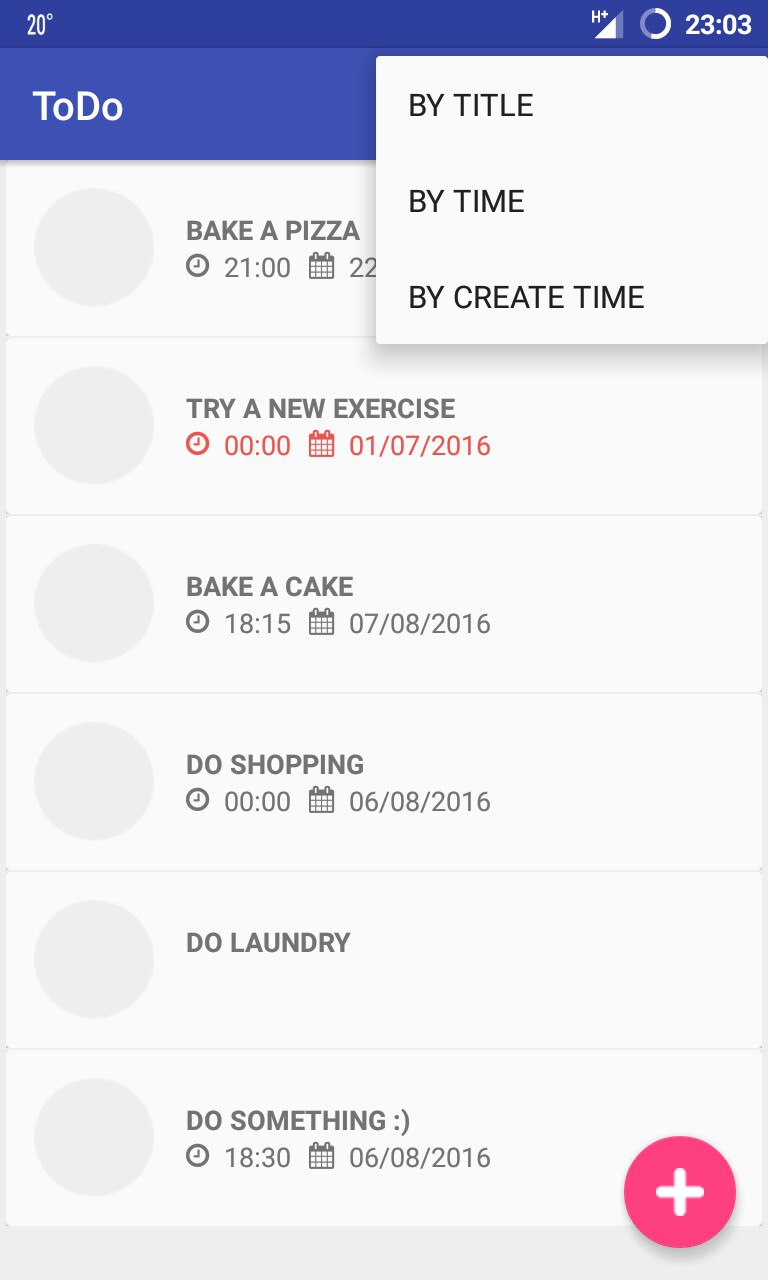 20°
H+
23:03
ToDo
BY TITLE
BY TIME
BY CREATE TIME
BAKE A PIZZA
21:00 22
TRY A NEW EXERCISE
00:00 01/07/2016
BAKE A CAKE
18:15 07/08/2016
DO SHOPPING
00:00 06/08/2016
DO LAUNDRY
DO SOMETHING :)
18:30 06/08/2016